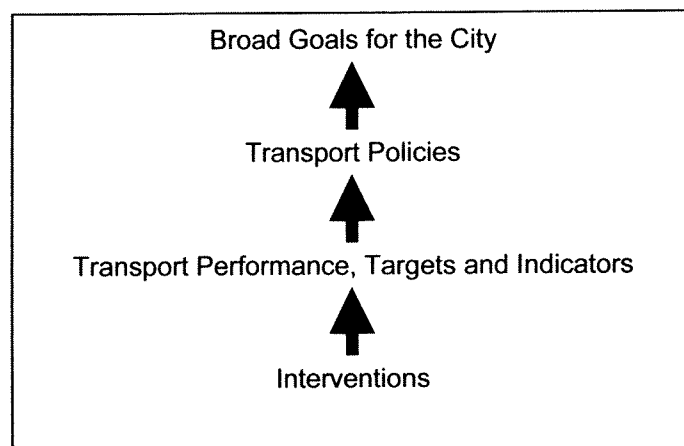 Broad Goals for the City
Transport Policies
Transport Performance, Targets and Indicators
Interventions